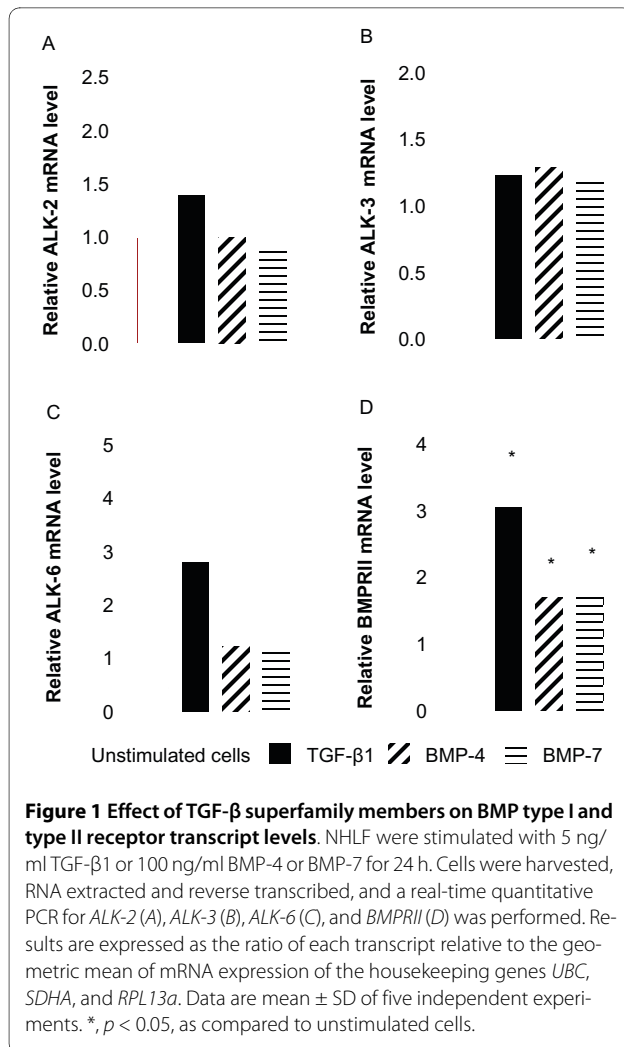 A
Relative ALK-2 mRNA level
2.5
2.0
1.5
1.0
0.5
0.0
B
Relative ALK-3 mRNA level
2.0
1.5
1.0
0.5
0.0
C
Relative ALK-6 mRNA level
5
4
3
2
1
0
D
Relative BMPRII mRNA level
4
3
2
1
0
*
*
*
Unstimulated cells TGF-β1 BMP-4 BMP-7
Figure 1 Effect of TGF-β superfamily members on BMP type I and
type II receptor transcript levels. NHLF were stimulated with 5 ng/
ml TGF-β1 or 100 ng/ml BMP-4 or BMP-7 for 24 h. Cells were harvested,
RNA extracted and reverse transcribed, and a real-time quantitative
PCR for ALK-2 (A), ALK-3 (B), ALK-6 (C), and BMPRII (D) was performed. Re-
sults are expressed as the ratio of each transcript relative to the geo-
metric mean of mRNA expression of the housekeeping genes UBC,
SDHA, and RPL13a. Data are mean ± SD of five independent experi-
ments. *, p < 0.05, as compared to unstimulated cells.